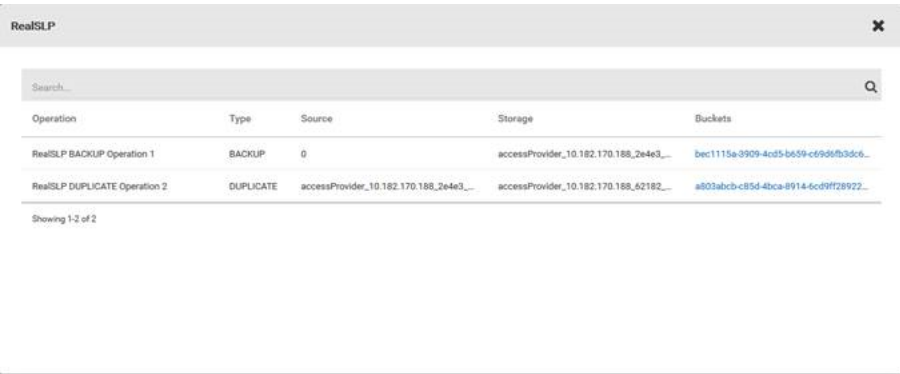 RealSLP
Search...
Operation Type Source Storage Buckets
RealSLP BACKUP Operation 1 BACKUP 0 accessProvider_10.182.170.188_2e4e3_... bec1115a-3909-4cd5-b659-c69d6fb3dc6...
RealSLP DUPLICATE Operation 2 DUPLICATE accessProvider_10.182.170.188_2e4e3_... accessProvider_10.182.170.188_62182_... a803abcb-c85d-4bca-8914-6cd9ff28922...
Showing 1-2 of 2